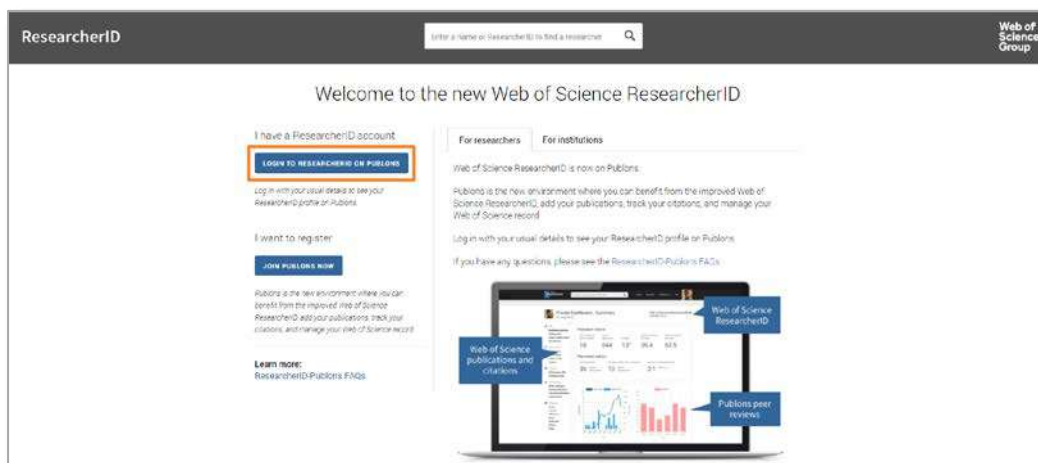 ResearcherID
Enter a name or ResearcherID to find a researcher
Web of
Science
Group
Welcome to the new Web of Science ResearcherID
I have a ResearcherID account
LOGIN TO RESEARCHERID ON PUBLONS
Log in with your usual details to see your
ResearcherID profile on Publons.
I want to register
JOIN PUBLONS NOW
Publons is the new environment where you can
benefit from the improved Web of Science
ResearcherID, add your publications, track your
citations, and manage your Web of Science record
Learn more:
ResearcherID-Publons FAQs
For researchers For institutions
Web of Science ResearcherID is now on Publons.
Publons is the new environment where you can benefit from the improved Web of
Science ResearcherID, add your publications, track your citations, and manage your
Web of Science record
Log in with your usual details to see your ResearcherID profile on Publons
If you have any questions, please see the ResearcherID-Publons FAQs
Web of Science
ResearcherID
Web of Science
publications and
citations
Publons peer
reviews